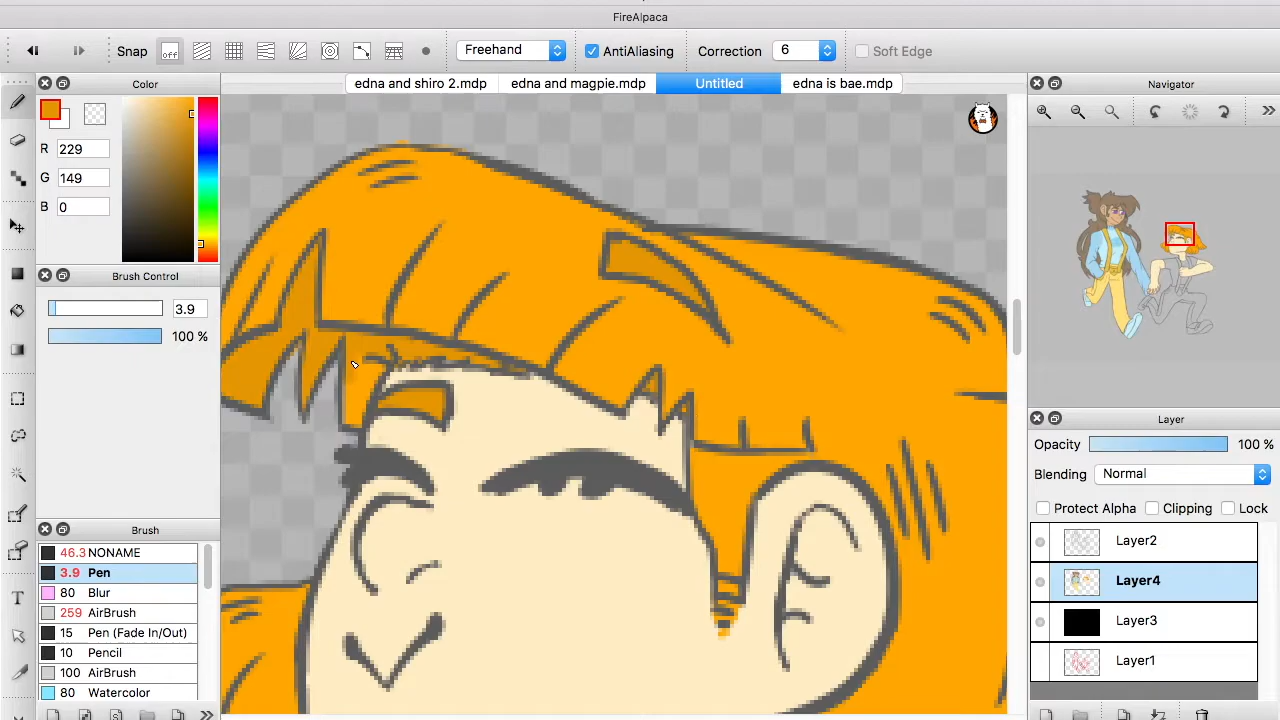 FireAlpaca
Snap off Freehand AntiAliasing Correction 6 Soft Edge
Color edna and shiro 2.mdp edna and magpie.mdp Untitled edna is bae.mdp Navigator
R 229
G 149
B 0
Brush Control
3.9
100 %
Brush
46.3 NONAME
3.9 Pen
80 Blur
259 AirBrush
15 Pen (Fade In/Out)
10 Pencil
100 AirBrush
80 Watercolor
T
Layer
Opacity 100 %
Blending Normal
Protect Alpha Clipping Lock
Layer2
Layer4
Layer3
Layer1